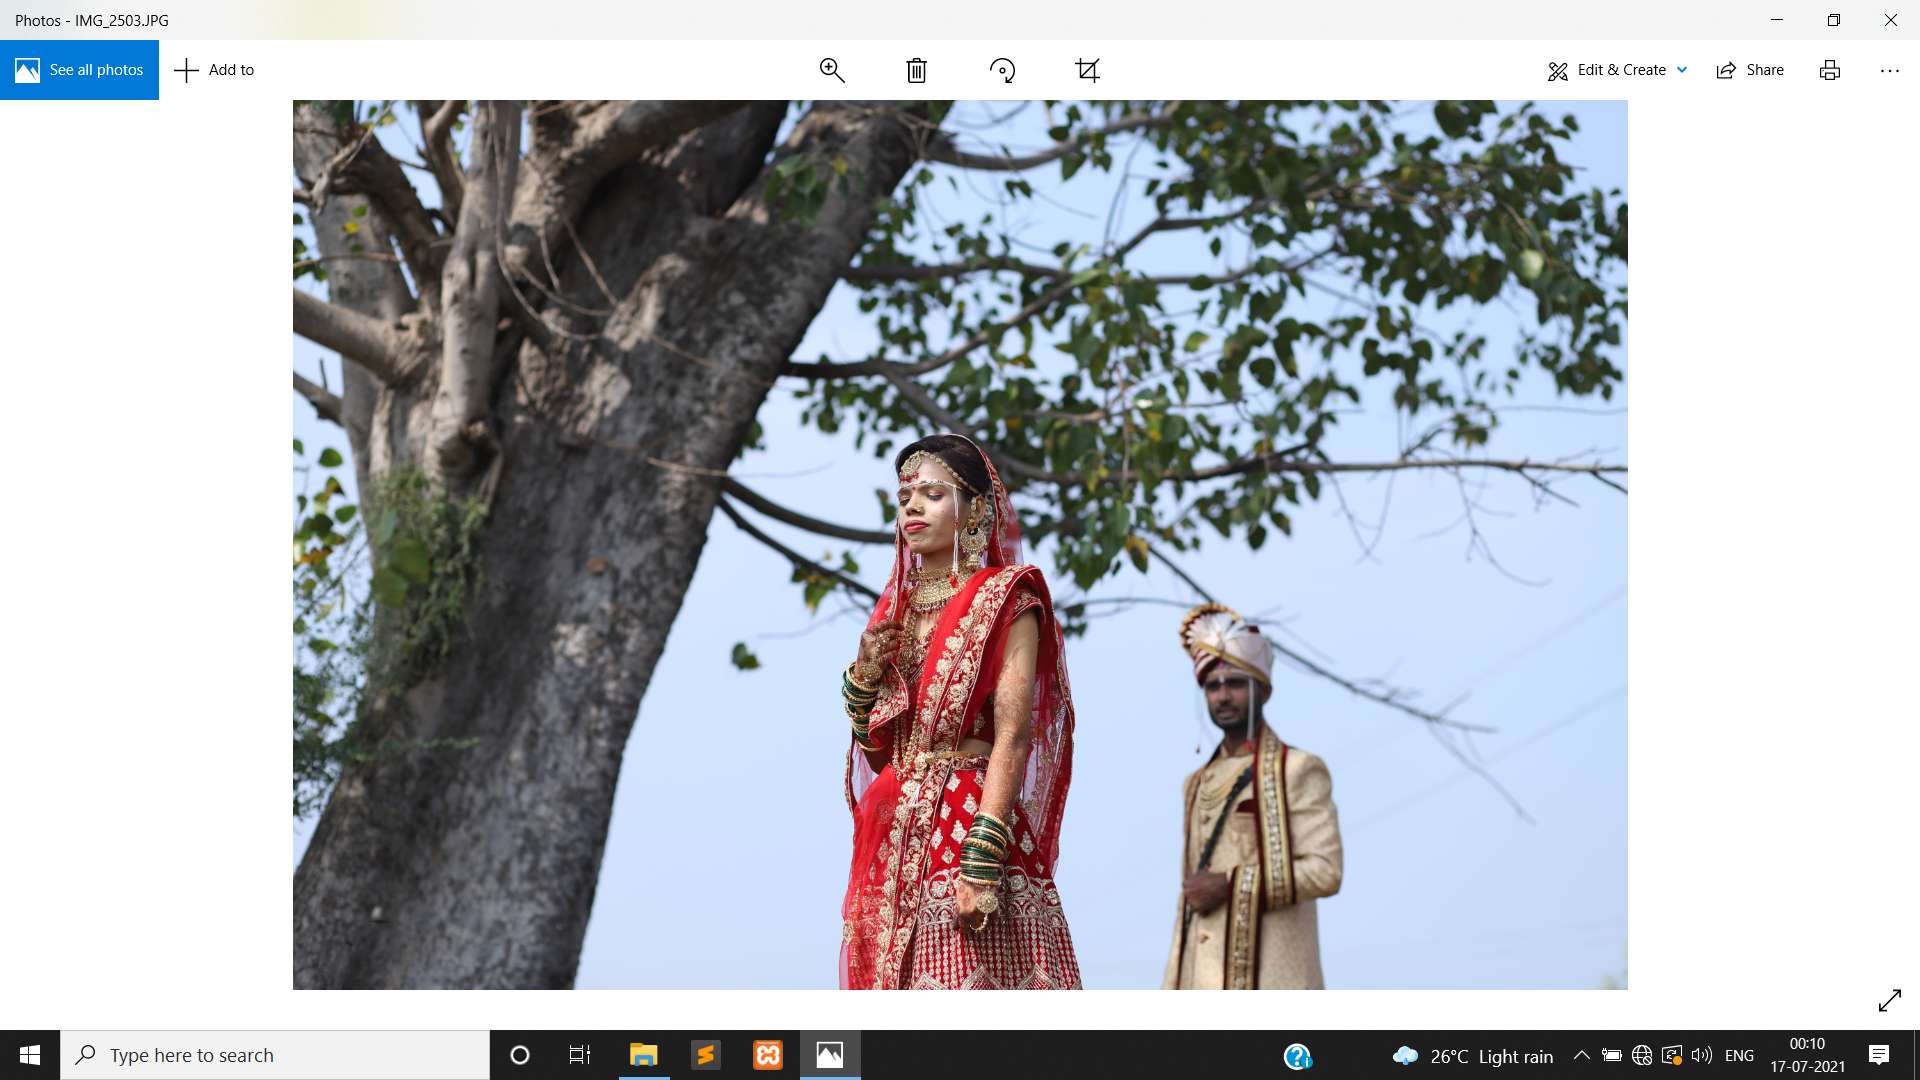 Photos - IMG_2503.JPG
See all photos
Add to
Edit & Create
Share
Type here to search
26°C Light rain
ENG
00:10
17-07-2021